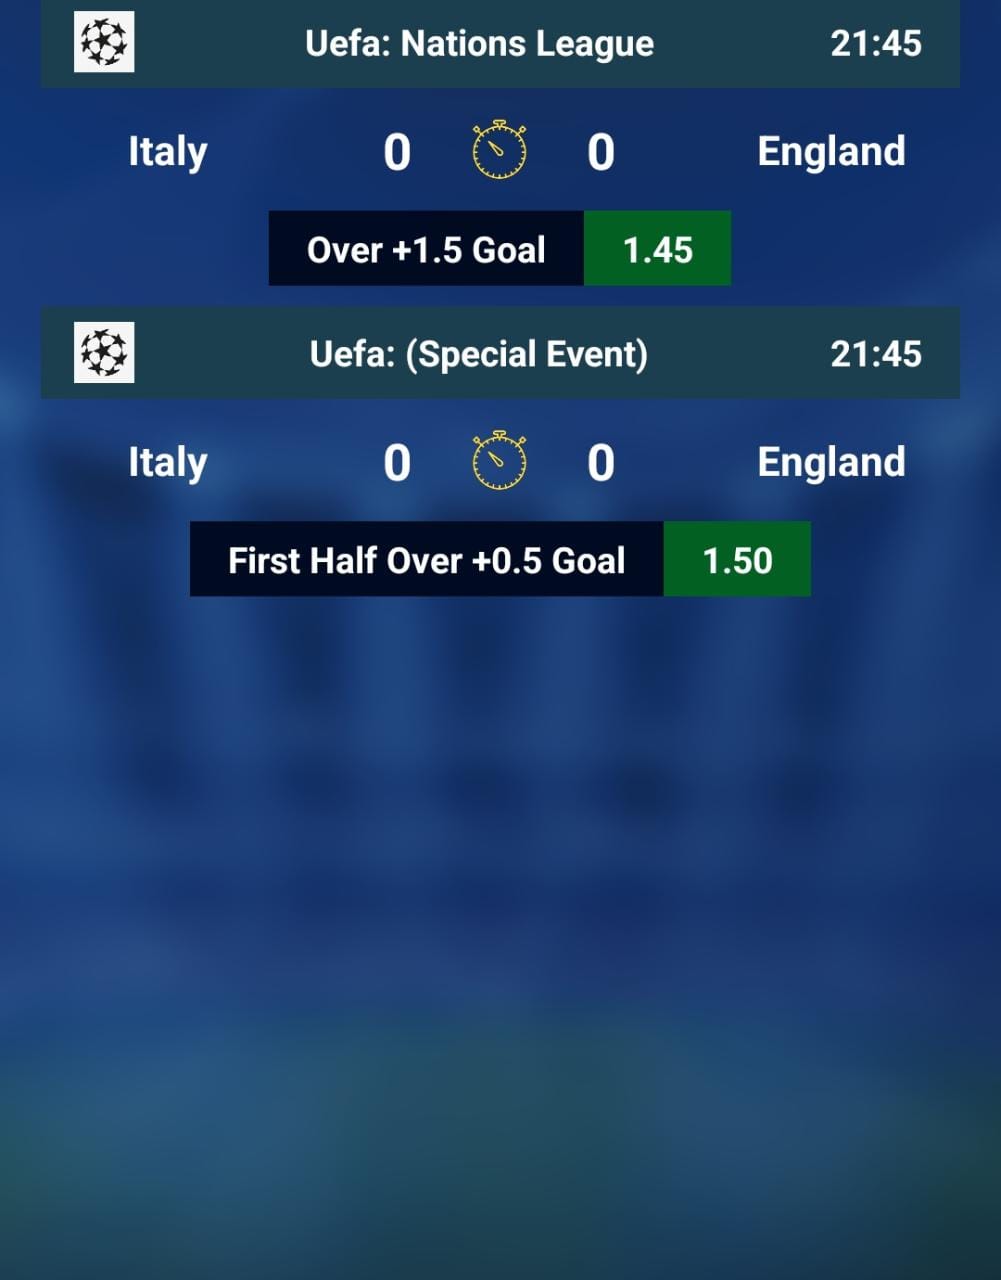 Uefa: Nations League 21:45
Italy 0 0 England
Over +1.5 Goal 1.45
Uefa: (Special Event) 21:45
Italy 0 0 England
First Half Over +0.5 Goal 1.50